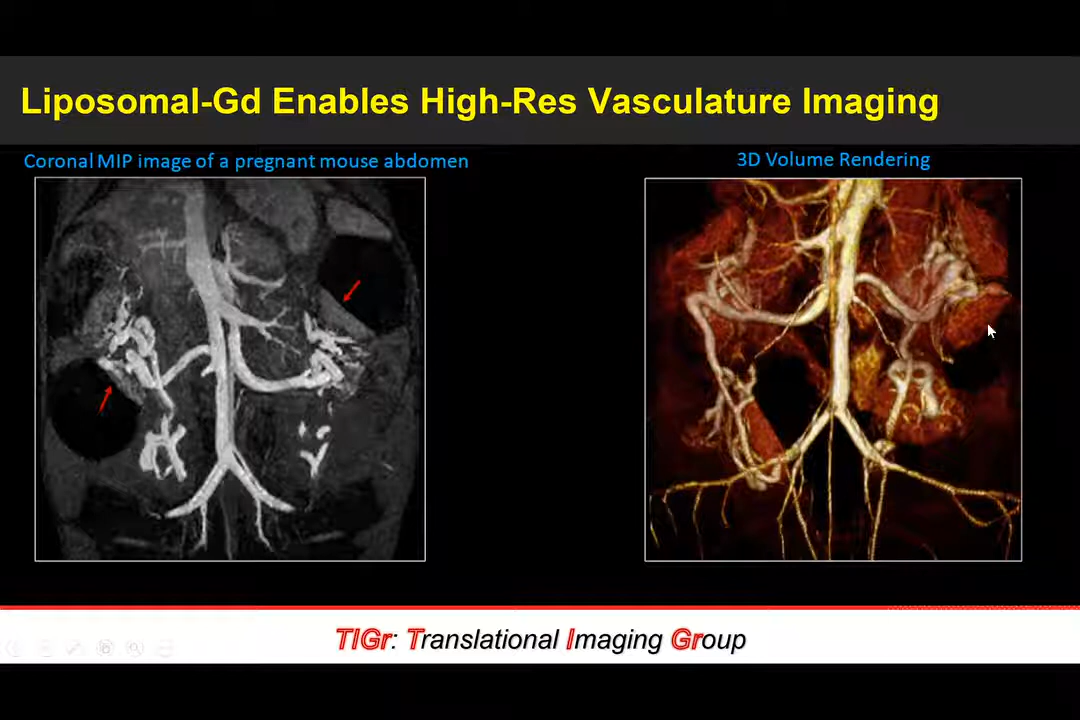 Liposomal-Gd Enables High-Res Vasculature Imaging
Coronal MIP image of a pregnant mouse abdomen
3D Volume Rendering
TIGr: Translational Imaging Group